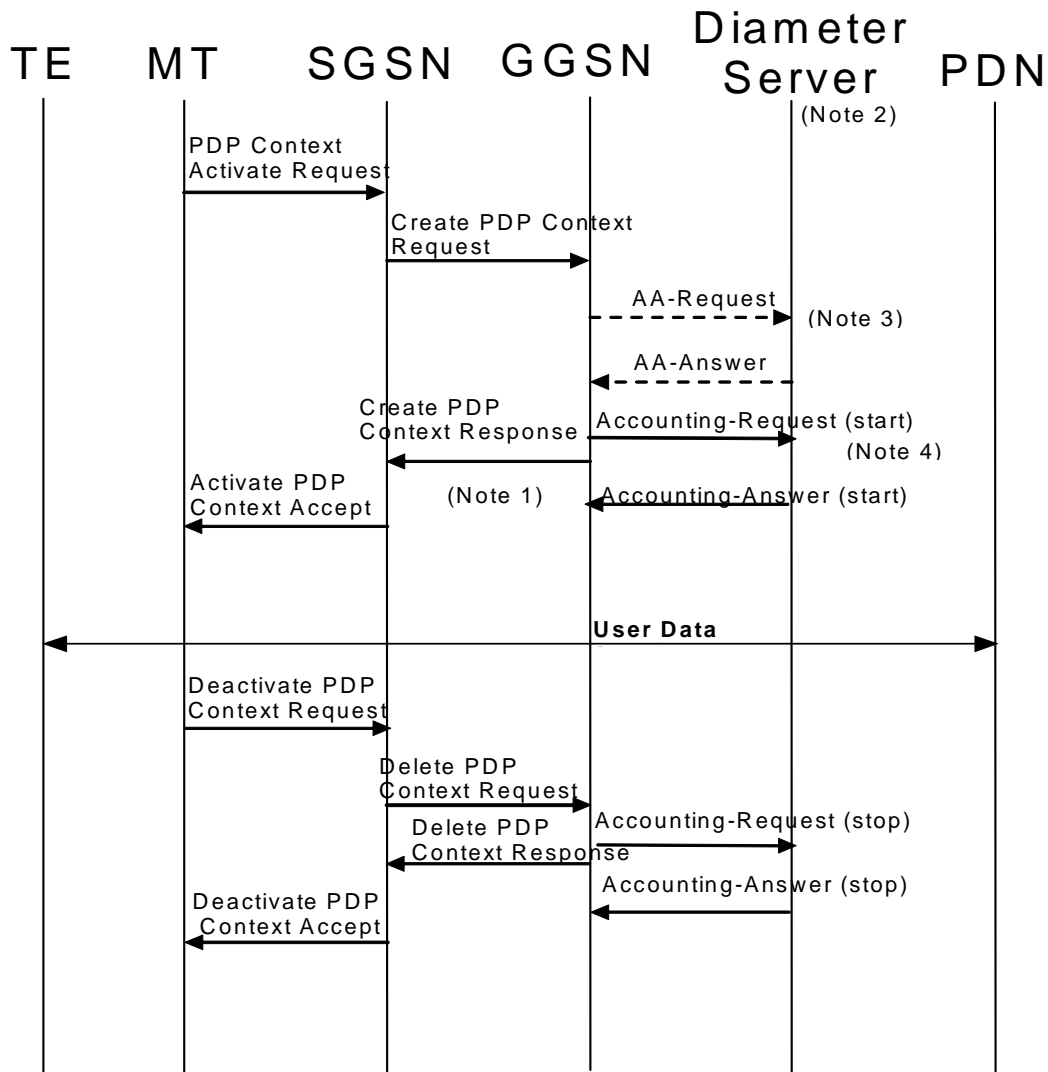 TE
MT
SGSN
GGSN
Diameter
Server
PDN
(Note 2)
PDP Context
Activate Request
Create PDP Context
Request
AA-Request
(Note 3)
AA-Answer
Create PDP
Context Response
Accounting-Request (start)
(Note 4)
Activate PDP
Context Accept
(Note 1)
Accounting-Answer (start)
User Data
Deactivate PDP
Context Request
Delete PDP
Context Request
Accounting-Request (stop)
Delete PDP
Context Response
Accounting-Answer (stop)
Deactivate PDP
Context Accept